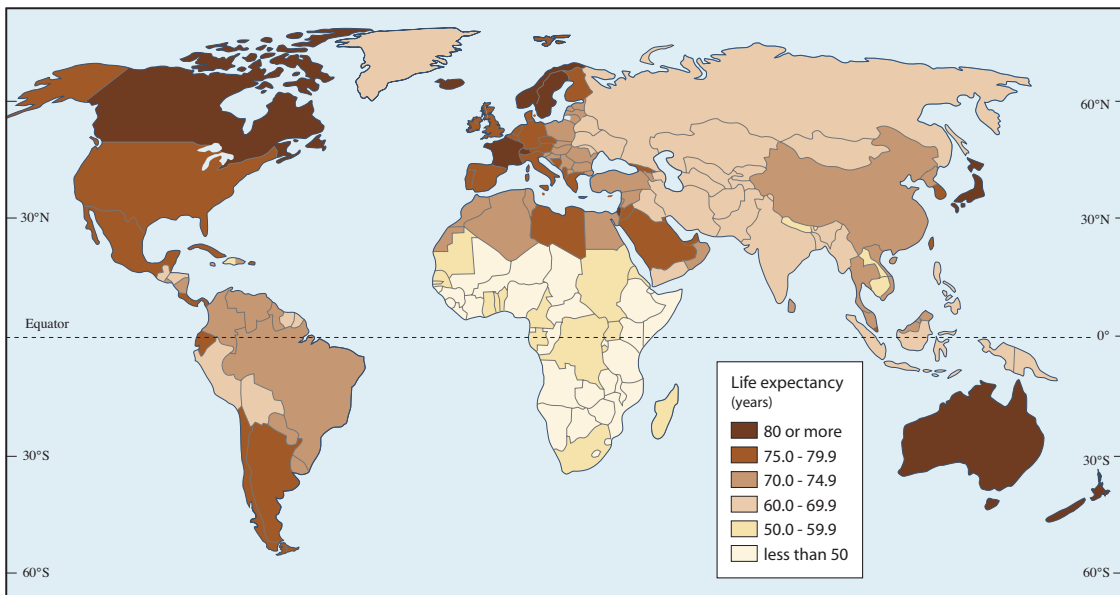 60°N
60°N
30°N
30°N
Equator
0°
Life expectancy
(years)
80 or more
75.0 - 79.9
70.0 - 74.9
60.0 - 69.9
50.0 - 59.9
less than 50
30°S
30°S
60°S
60°S